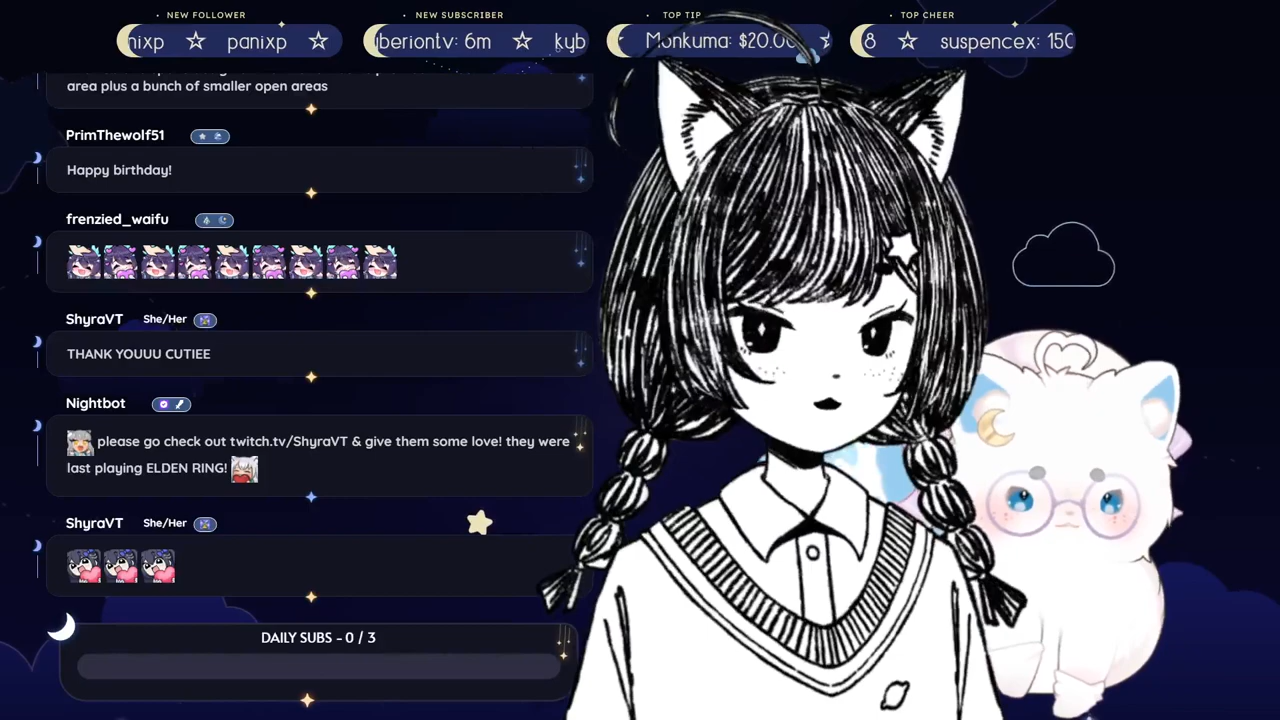 NEW FOLLOWER
NEW SUBSCRIBER
TOP TIP
TOP CHEER
nixp ☆ panixp ☆
iberiontv: 6m ☆ kyb
Monkuma: $20.00
8 ☆ suspencex: 150
area plus a bunch of smaller open areas
PrimThewolf51
Happy birthday!
frenzied_waifu
ShyraVT She/Her
THANK YOUUU CUTIEE
Nightbot
please go check out twitch.tv/ShyraVT & give them some love! they were
last playing ELDEN RING!
ShyraVT She/Her
DAILY SUBS - 0 / 3